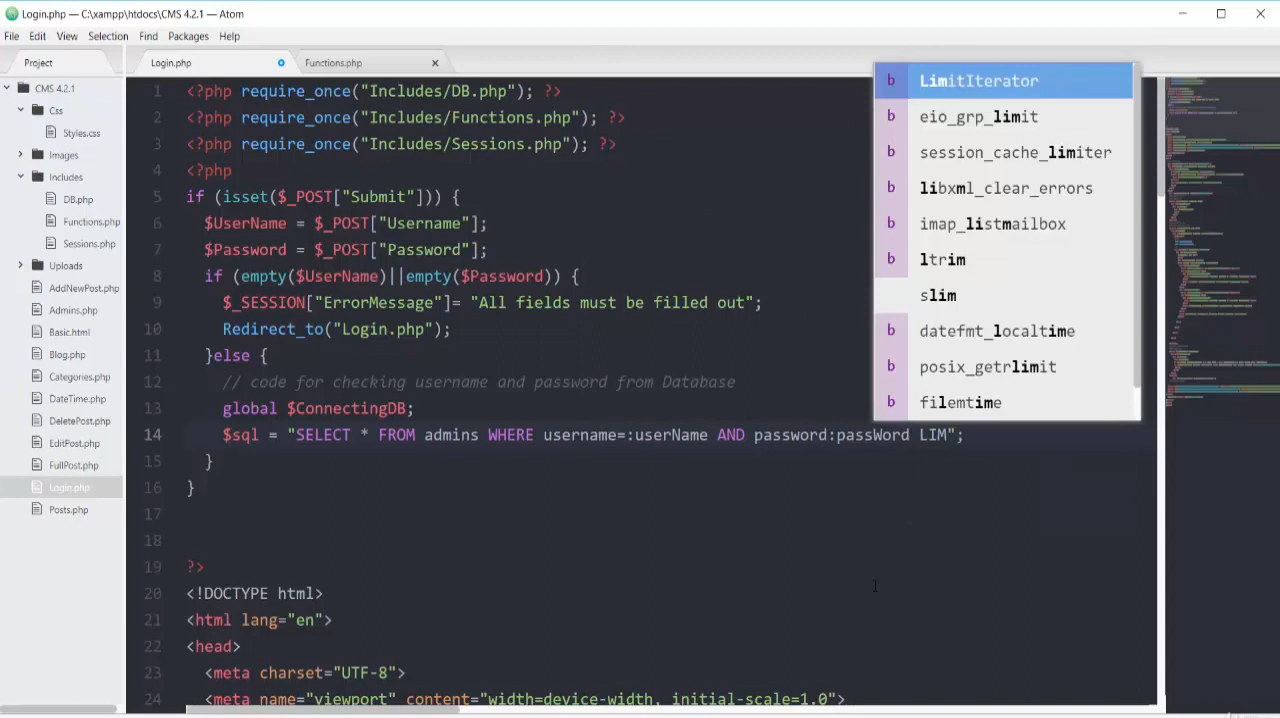 Login.php — C:\xampp\htdocs\CMS 4.2.1 — Atom
File Edit View Selection Find Packages Help
Project
Login.php
Functions.php
CMS 4.2.1
Css
Styles.css
Images
Includes
DB.php
Functions.php
Sessions.php
Uploads
AddNewPost.php
Admins.php
Basic.html
Blog.php
Categories.php
DateTime.php
DeletePost.php
EditPost.php
FullPost.php
Login.php
Posts.php
1 <?php require_once("Includes/DB.php"); ?>
2 <?php require_once("Includes/Functions.php"); ?>
3 <?php require_once("Includes/Sessions.php"); ?>
4 <?php
5 if (isset($_POST["Submit"])) {
6 $UserName = $_POST["Username"];
7 $Password = $_POST["Password"];
8 if (empty($UserName)||empty($Password)) {
9 $_SESSION["ErrorMessage"]= "All fields must be filled out";
10 Redirect_to("Login.php");
11 }else {
12 // code for checking username and password from Database
13 global $ConnectingDB;
14 $sql = "SELECT * FROM admins WHERE username=:userName AND password:passWord LIM";
15 }
16 }
17
18
19 ?>
20 <!DOCTYPE html>
21 <html lang="en">
22 <head>
23 <meta charset="UTF-8">
24 <meta name="viewport" content="width=device-width, initial-scale=1.0">
b LimitIterator
b eio_grp_limit
b session_cache_limiter
b libxml_clear_errors
b imap_listmailbox
b ltrim
slim
b datefmt_localtime
b posix_getrlimit
b filemtime